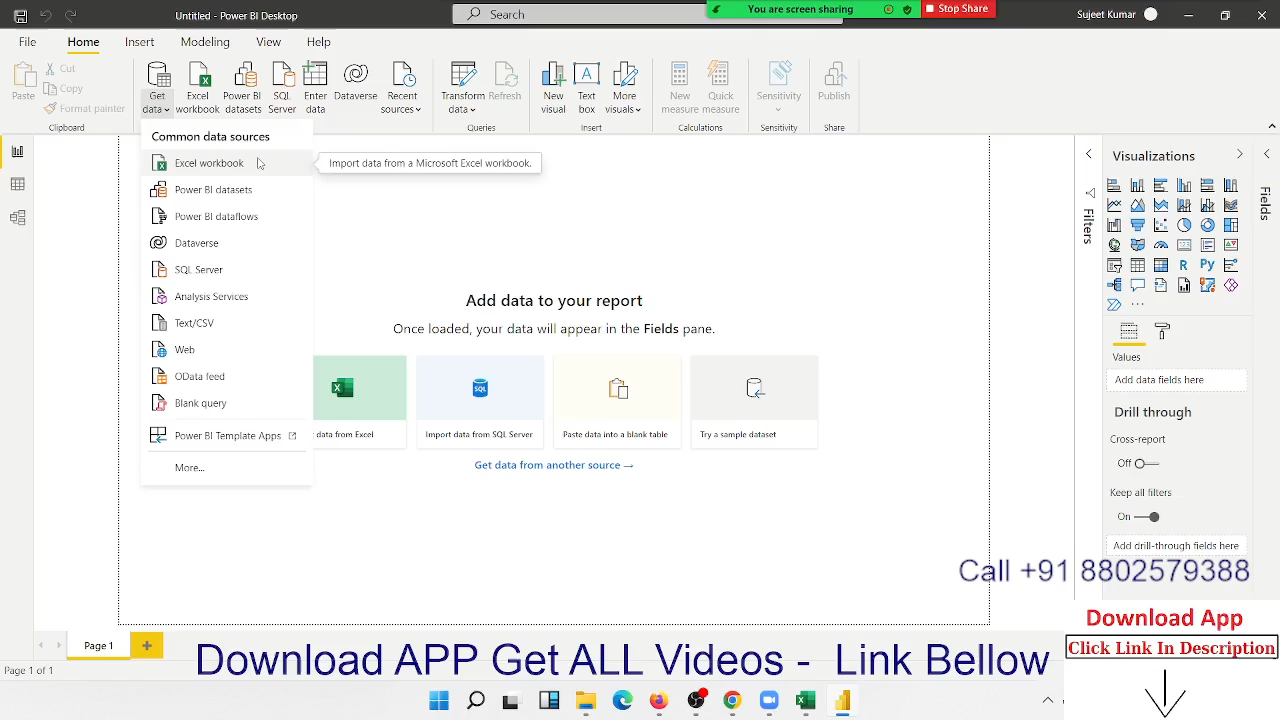 Untitled - Power BI Desktop
Search
You are screen sharing
Stop Share
Sujeet Kumar
File
Home
Insert
Modeling
View
Help
Paste
Cut
Copy
Format painter
Clipboard
Get data
Excel workbook
Power BI datasets
SQL Server
Enter data
Dataverse
Recent sources
Transform data
Refresh
Queries
New visual
Text box
More visuals
Insert
New measure
Quick measure
Calculations
Sensitivity
Sensitivity
Publish
Share
Common data sources
Excel workbook
Import data from a Microsoft Excel workbook.
Power BI datasets
Power BI dataflows
Dataverse
SQL Server
Analysis Services
Text/CSV
Web
OData feed
Blank query
Power BI Template Apps
More...
Add data to your report
Once loaded, your data will appear in the Fields pane.
SQL
data from Excel
Import data from SQL Server
Paste data into a blank table
Try a sample dataset
Get data from another source →
Filters
Visualizations
Fields
R
Py
Values
Add data fields here
Drill through
Cross-report
Off
Keep all filters
On
Add drill-through fields here
Call +91 8802579388
Download App
Click Link In Description
Page 1
Page 1 of 1
Download APP Get ALL Videos - Link Bellow